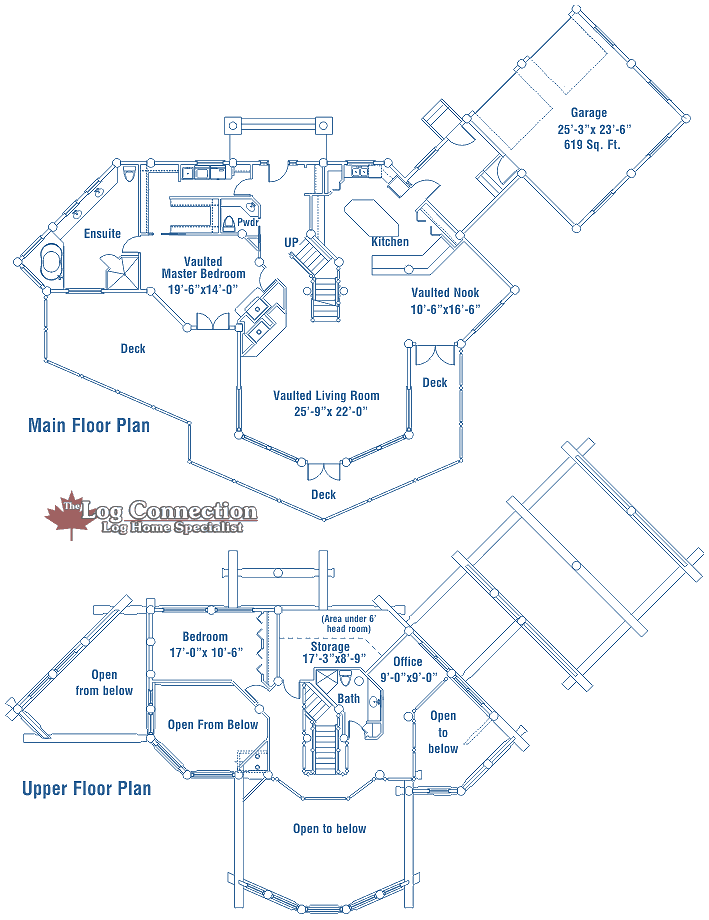 Garage
25'-3"x 23'-6"
619 Sq. Ft.
Ensuite
Pwdr
Vaulted
Master Bedroom
19'-6"x14'-0"
UP
Kitchen
Vaulted Nook
10'-6"x16'-6"
Deck
Vaulted Living Room
25'-9"x 22'-0"
Deck
Main Floor Plan
Deck
The Log Connection
Log Home Specialist
(Area under 6'
head room)
Bedroom
17'-0"x 10'-6"
Storage
17'-3"x8'-9"
Office
9'-0"x9'-0"
Open
from below
Bath
Open From Below
Open
to
below
Upper Floor Plan
Open to below